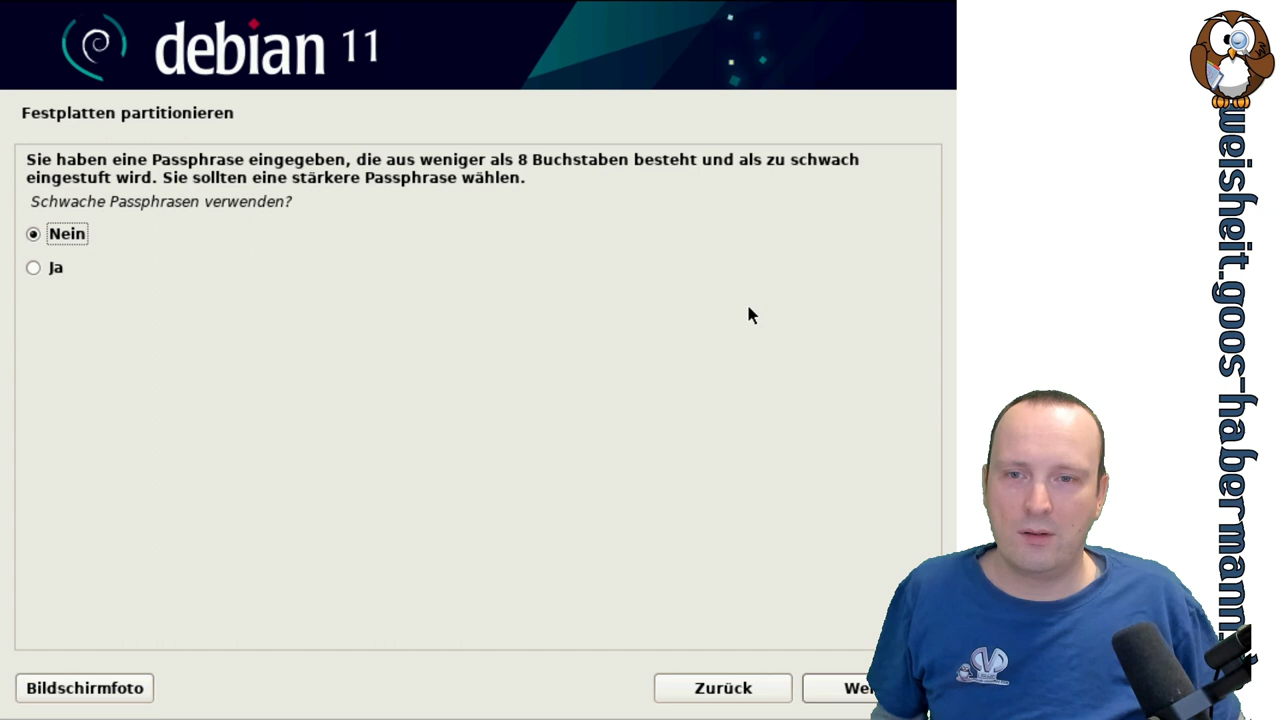 debian 11
Festplatten partitionieren
Sie haben eine Passphrase eingegeben, die aus weniger als 8 Buchstaben besteht und als zu schwach
eingestuft wird. Sie sollten eine stärkere Passphrase wählen.
Schwache Passphrasen verwenden?
Nein
Ja
Bildschirmfoto
Zurück
We
weisheit.goos-habermann.